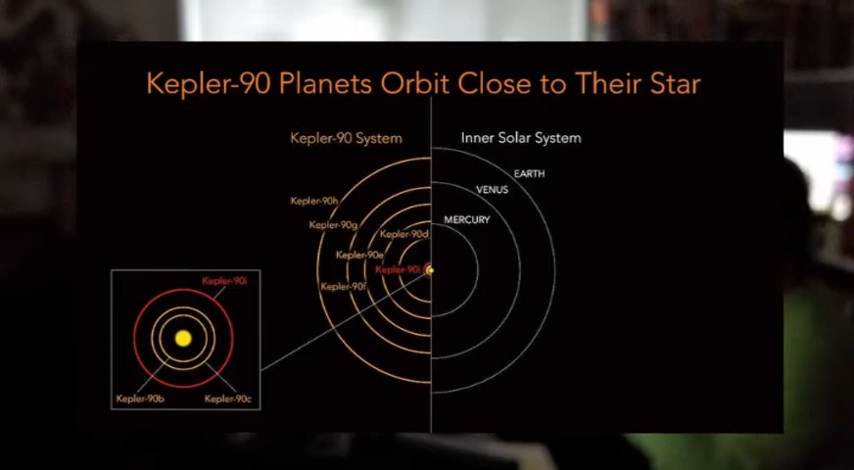 Kepler-90 Planets Orbit Close to Their Star
Kepler-90 System
Inner Solar System
EARTH
VENUS
MERCURY
Kepler-90h
Kepler-90g
Kepler-90d
Kepler-90e
Kepler-90i
Kepler-90f
Kepler-90i
Kepler-90b
Kepler-90c